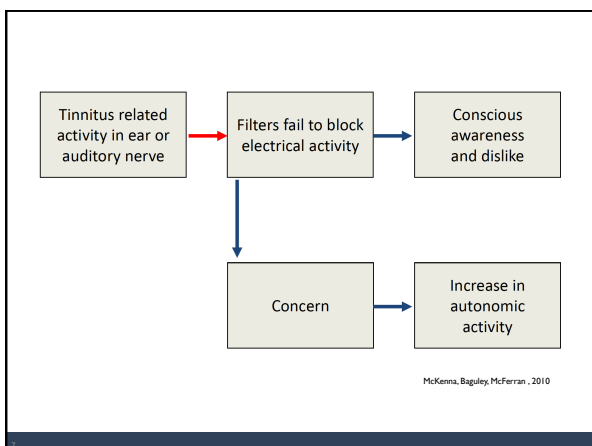 Tinnitus related
activity in ear or
auditory nerve
Filters fail to block
electrical activity
Conscious
awareness
and dislike
Concern
Increase in
autonomic
activity
McKenna, Baguley, McFerran , 2010